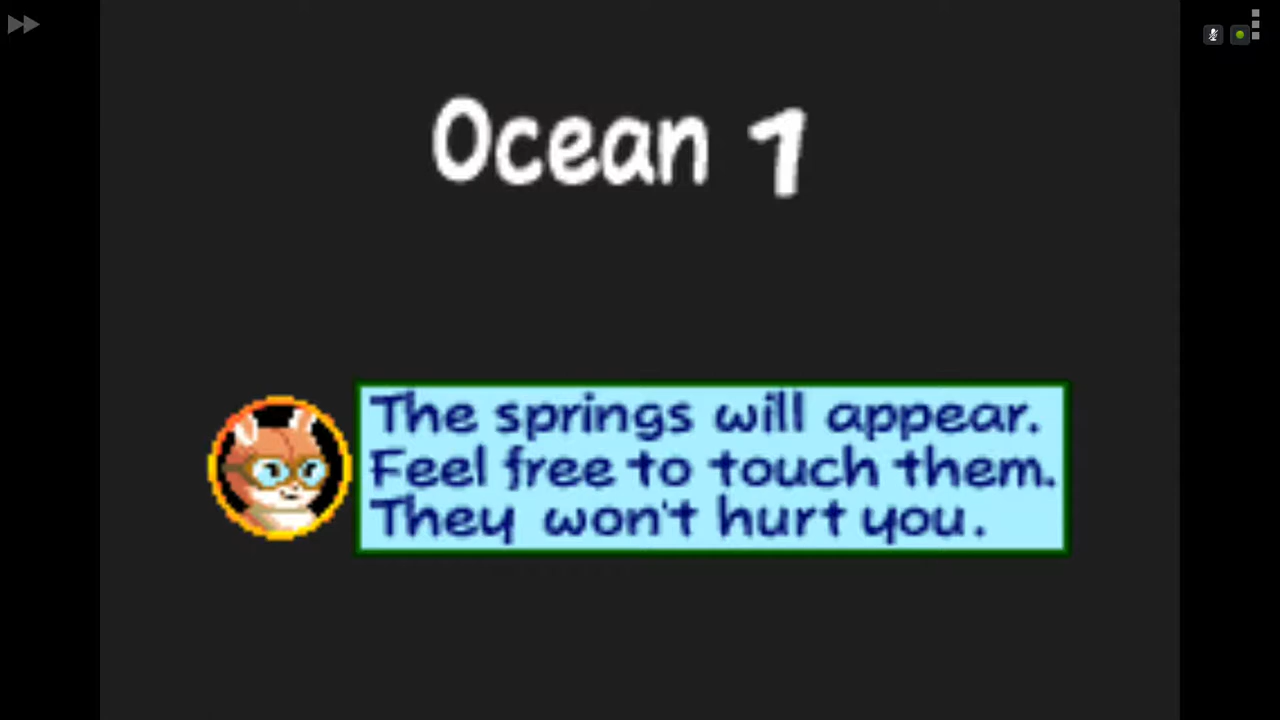 Ocean 1
The springs will appear.
Feel free to touch them.
They won't hurt you.